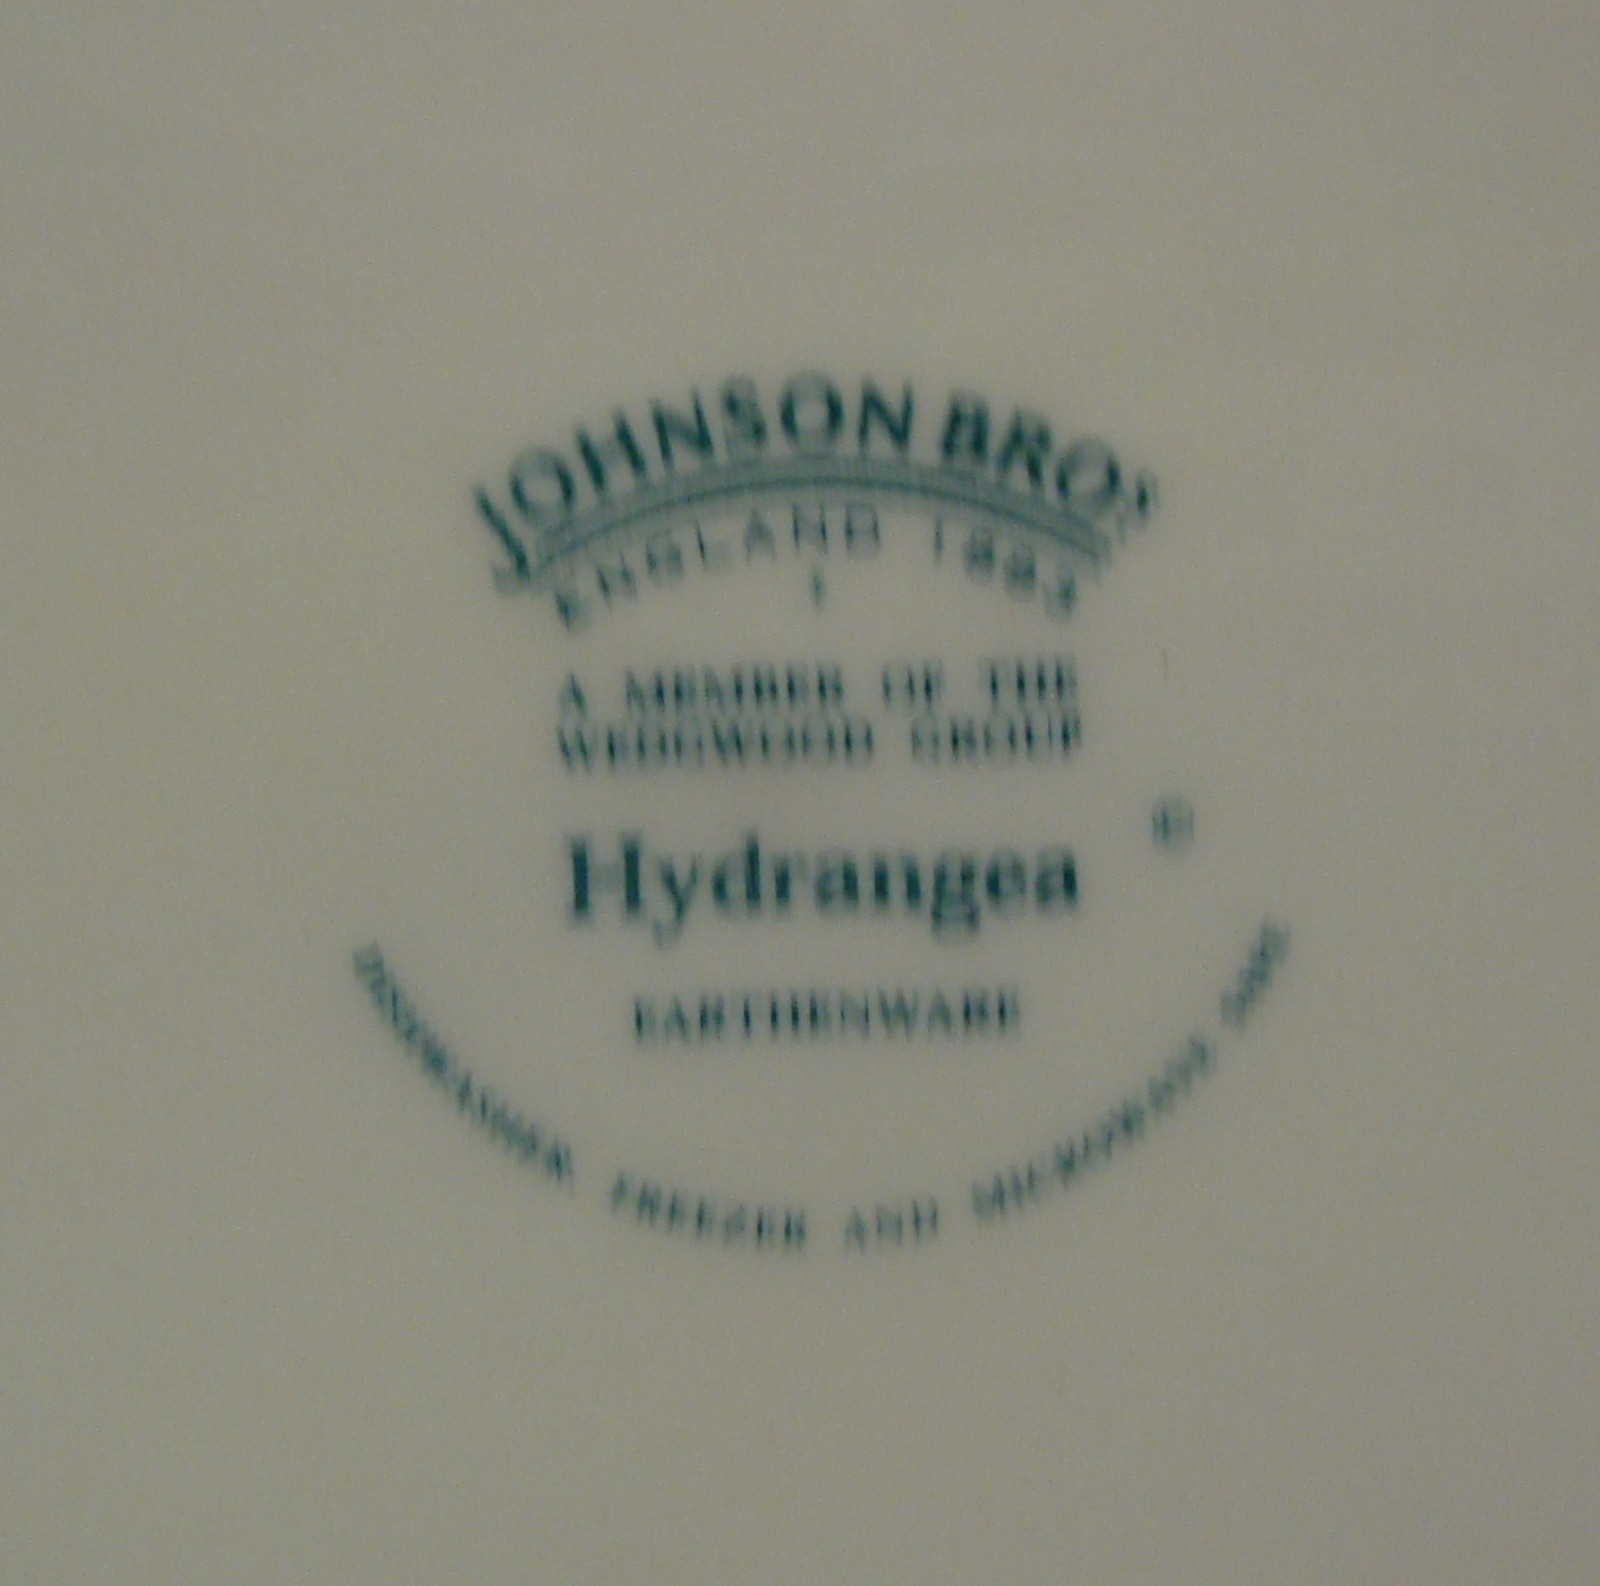 JOHNSON BROS
ENGLAND 1883
A MEMBER OF THE
WEDGWOOD GROUP
Hydrangea ©
EARTHENWARE
DISHWASHER FREEZER AND MICROWAVE SAFE